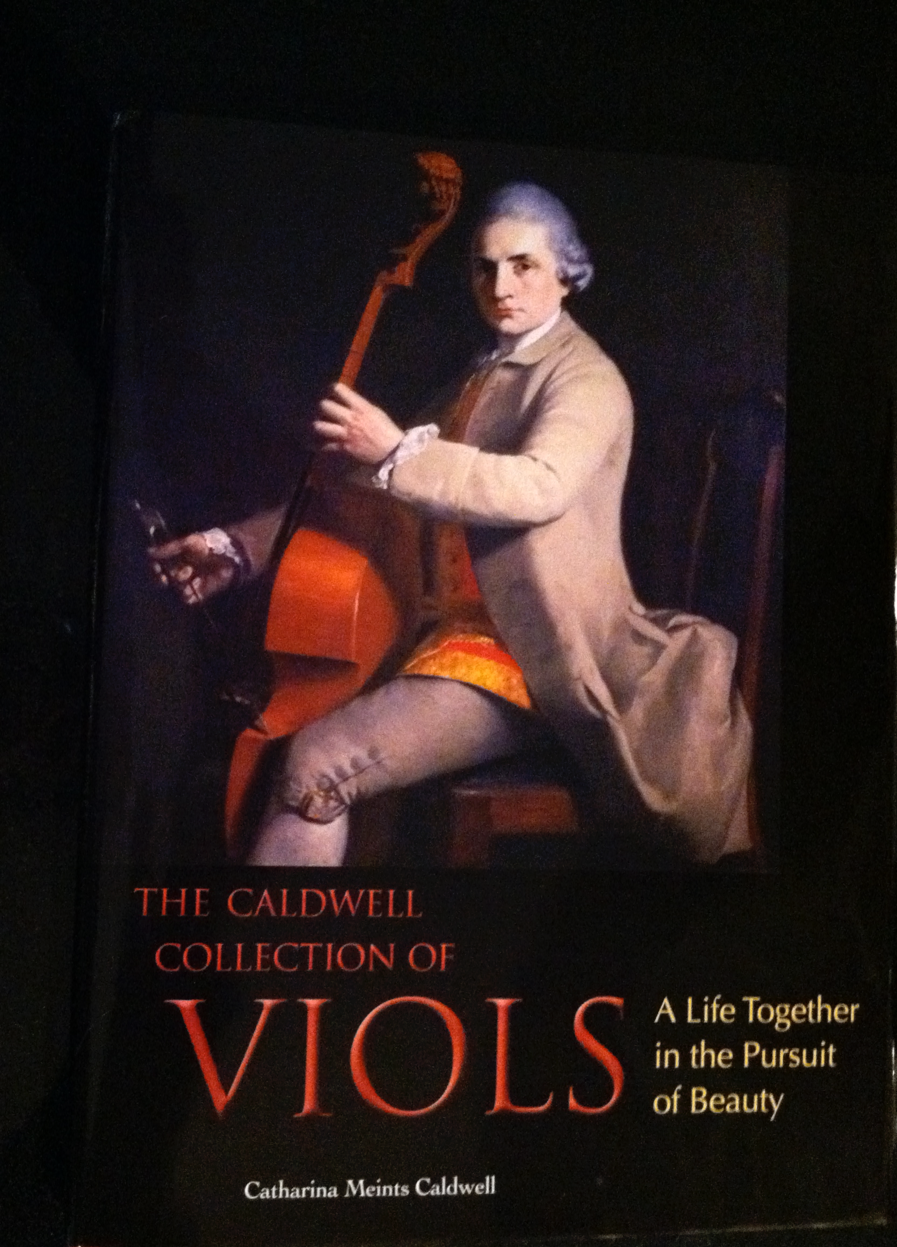 THE CALDWELL
COLLECTION OF
VIOLS
A Life Together
in the Pursuit
of Beauty
Catharina Meints Caldwell